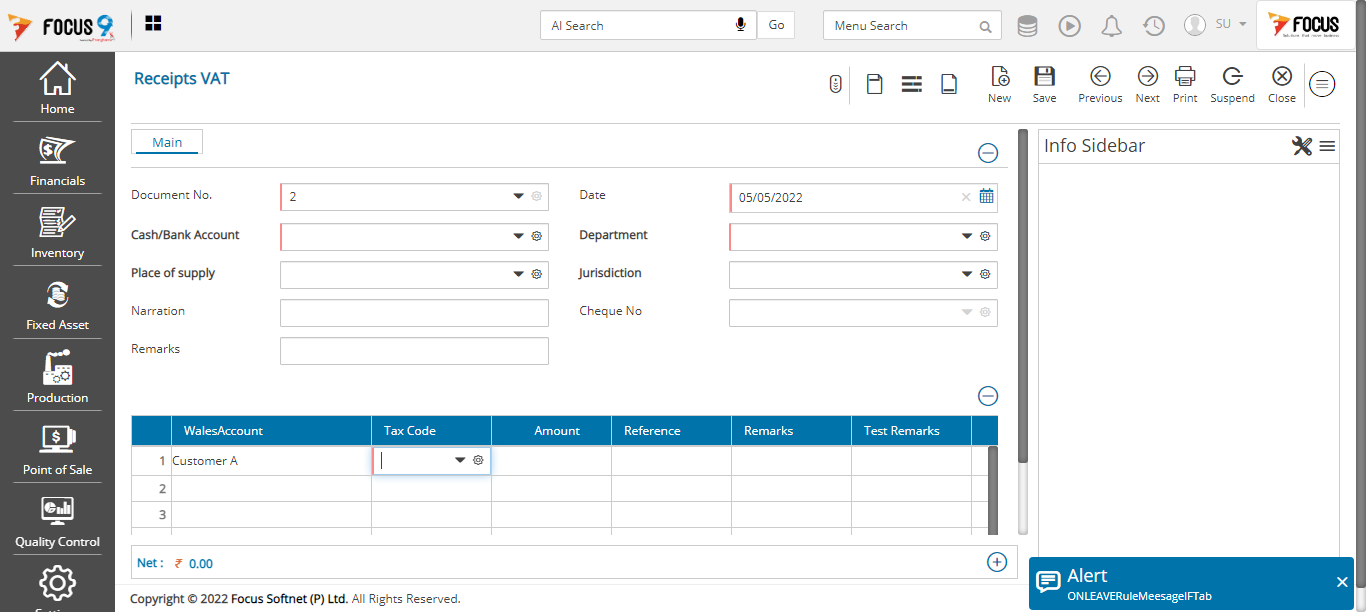 FOCUS 9
AI Search
Go
Menu Search
SU
FOCUS
Home
Financials
Inventory
Fixed Asset
Production
Point of Sale
Quality Control
Receipts VAT
New
Save
Previous
Next
Print
Suspend
Close
Main
Info Sidebar
Document No.
2
Date
05/05/2022
Cash/Bank Account
Department
Place of supply
Jurisdiction
Narration
Cheque No
Remarks
WalesAccount
Tax Code
Amount
Reference
Remarks
Test Remarks
1
Customer A
2
3
Net : ₹ 0.00
Alert
ONLEAVERuleMeesageIFTab
Copyright © 2022 Focus Softnet (P) Ltd. All Rights Reserved.